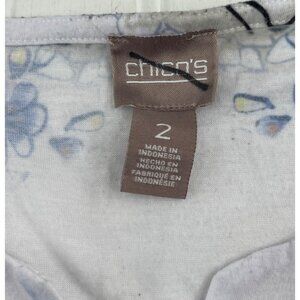 chico's
2
MADE IN
INDONESIA
HECHO EN
INDONESIA
FABRIQUÉ EN
INDONÉSIE